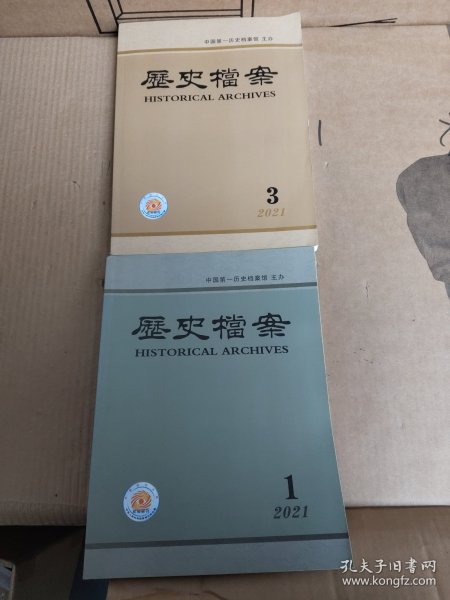 中国第一历史档案馆 主办
歷史檔案
HISTORICAL ARCHIVES
3
2021
中国第一历史档案馆 主办
歷史檔案
HISTORICAL ARCHIVES
1
2021
孔夫子旧书网
www.kongfz.com